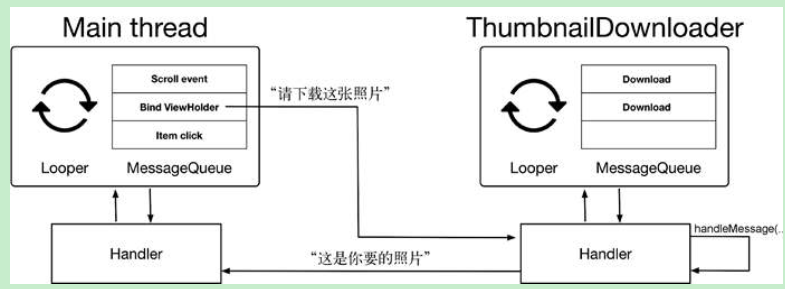 Main thread
ThumbnailDownloader
Scroll event
Bind ViewHolder
Item click
Looper
MessageQueue
“请下载这张照片”
Download
Download
Looper
MessageQueue
Handler
“这是你要的照片”
Handler
handleMessage(..